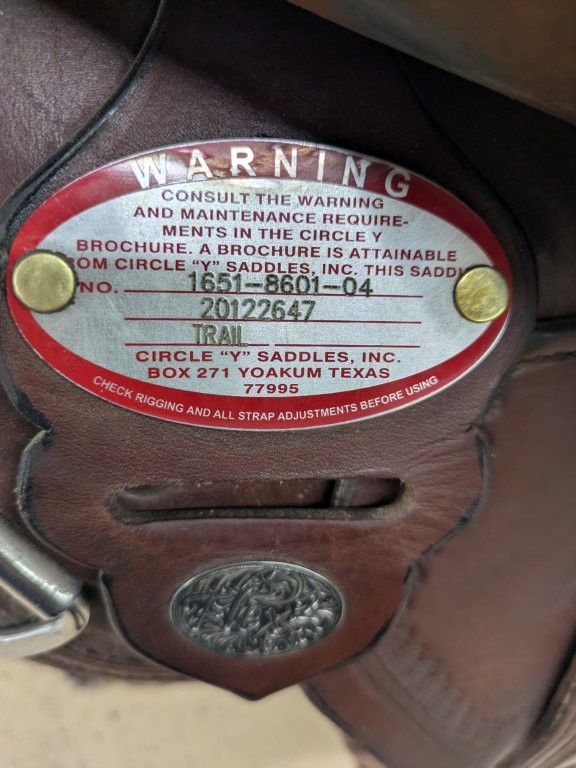 WARNING
CONSULT THE WARNING
AND MAINTENANCE REQUIRE-
MENTS IN THE CIRCLE Y
BROCHURE. A BROCHURE IS ATTAINABLE
OM CIRCLE "Y" SADDLES, INC. THIS SADDL
NO. 1651-8601-04
20122647
TRAIL
CIRCLE "Y" SADDLES, INC.
BOX 271 YOAKUM TEXAS
77995
CHECK RIGGING AND ALL STRAP ADJUSTMENTS BEFORE USING